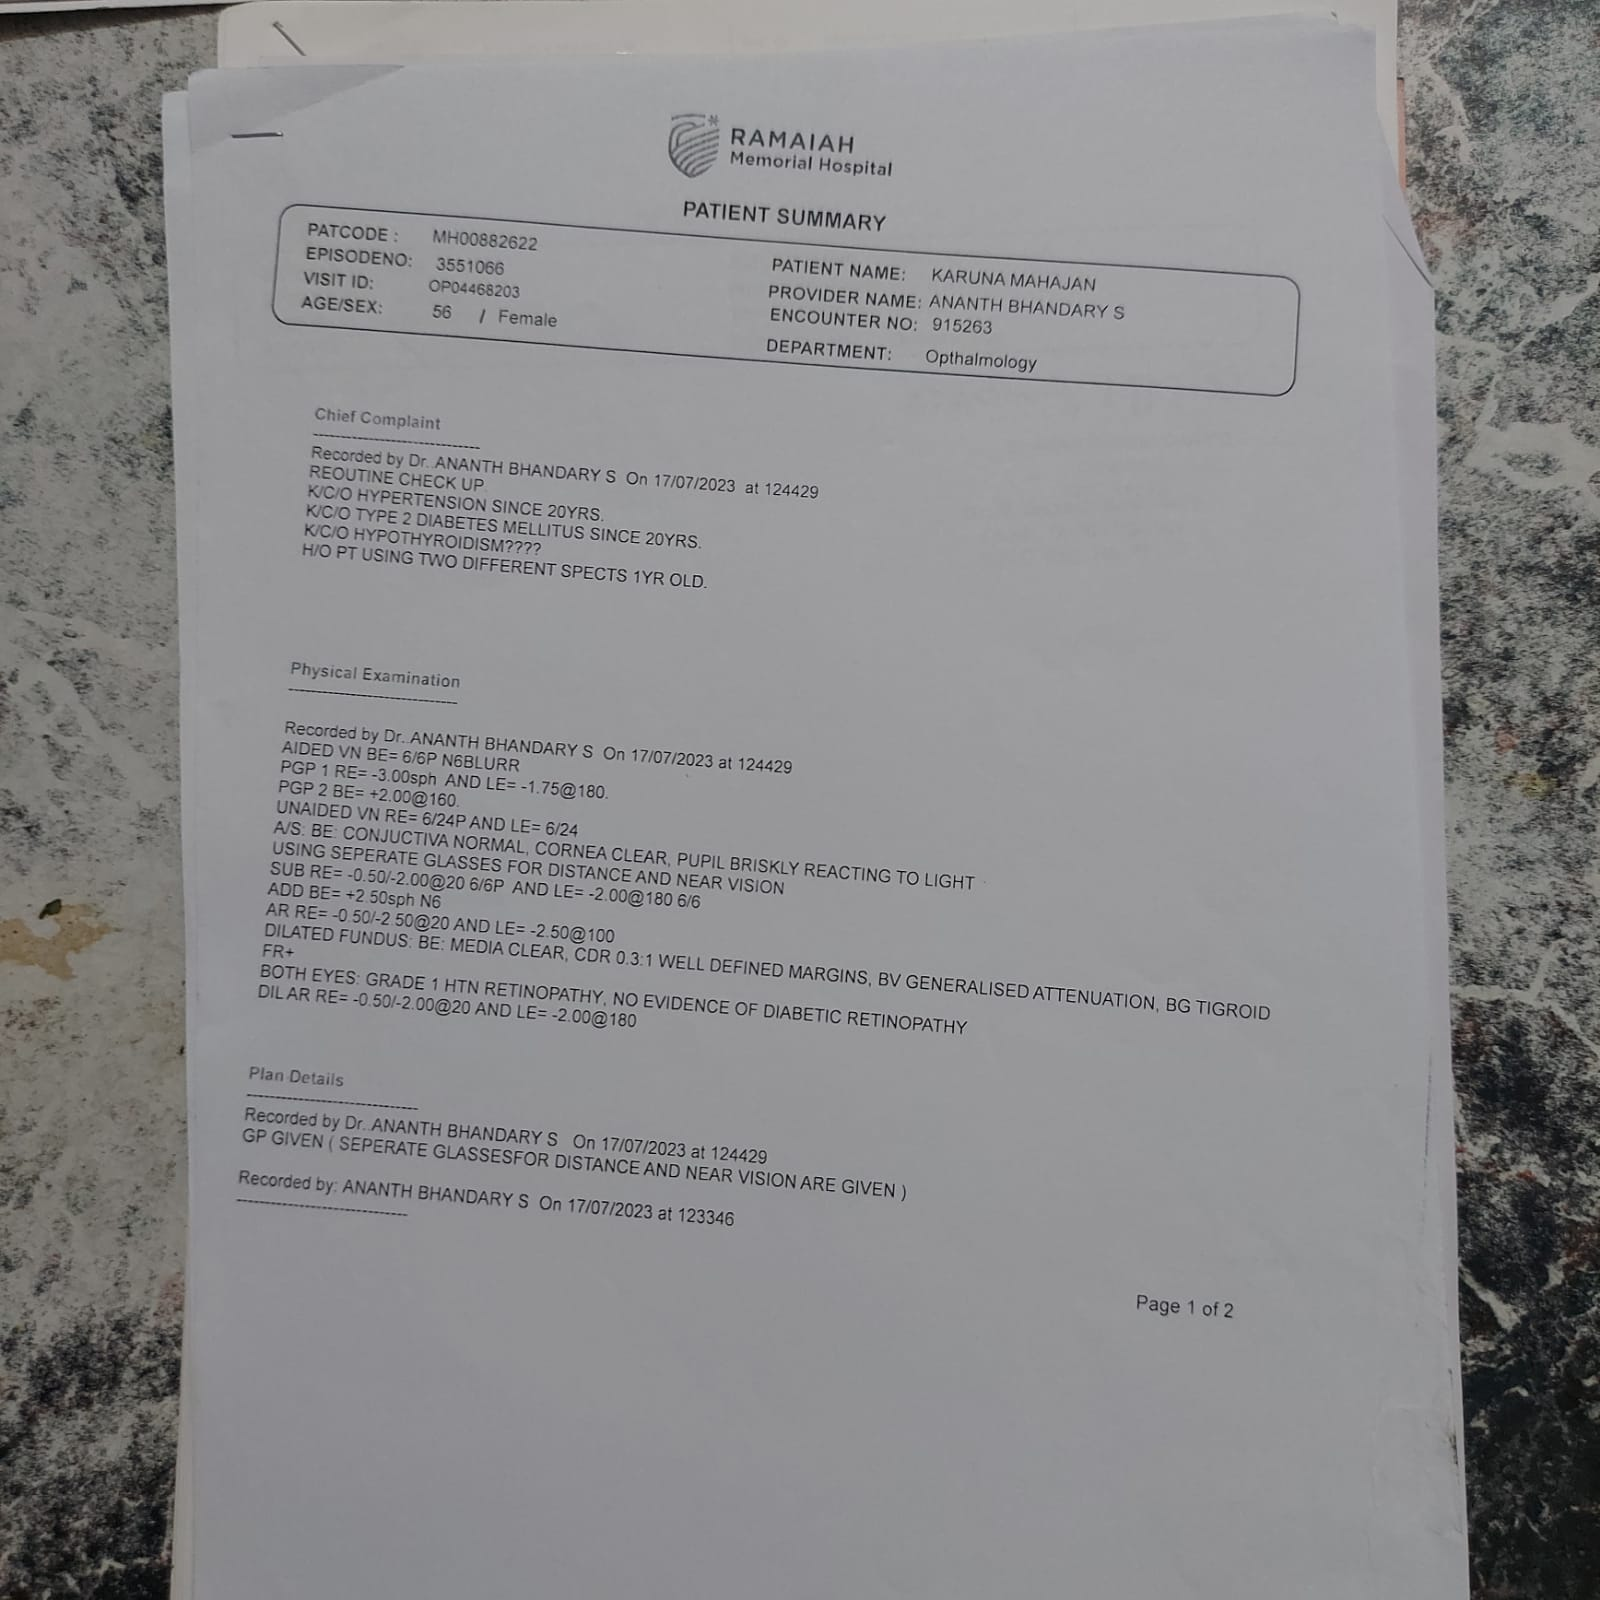 RAMAIAH
Memorial Hospital
PATIENT SUMMARY
PATCODE : MH00882622
EPISODENO: 3551066
VISIT ID: OP04468203
AGE/SEX: 56 / Female
PATIENT NAME: KARUNA MAHAJAN
PROVIDER NAME: ANANTH BHANDARY S
ENCOUNTER NO: 915263
DEPARTMENT: Opthalmology
Chief Complaint
Recorded by Dr..ANANTH BHANDARY S On 17/07/2023 at 124429
REOUTINE CHECK UP.
K/C/O HYPERTENSION SINCE 20YRS.
K/C/O TYPE 2 DIABETES MELLITUS SINCE 20YRS.
K/C/O HYPOTHYROIDISM????
H/O PT USING TWO DIFFERENT SPECTS 1YR OLD.
Physical Examination
Recorded by Dr..ANANTH BHANDARY S On 17/07/2023 at 124429
AIDED VN BE= 6/6P N6BLURR
PGP 1 RE= -3.00sph AND LE= -1.75@180.
PGP 2 BE= +2.00@160.
UNAIDED VN RE= 6/24P AND LE= 6/24
A/S: BE: CONJUCTIVA NORMAL, CORNEA CLEAR, PUPIL BRISKLY REACTING TO LIGHT
USING SEPERATE GLASSES FOR DISTANCE AND NEAR VISION
SUB RE= -0.50/-2.00@20 6/6P AND LE= -2.00@180 6/6
ADD BE= +2.50sph N6
AR RE= -0.50/-2.50@20 AND LE= -2.50@100
DILATED FUNDUS: BE: MEDIA CLEAR, CDR 0.3:1 WELL DEFINED MARGINS, BV GENERALISED ATTENUATION, BG TIGROID
FR+
BOTH EYES: GRADE 1 HTN RETINOPATHY, NO EVIDENCE OF DIABETIC RETINOPATHY
DIL AR RE= -0.50/-2.00@20 AND LE= -2.00@180
Plan Details
Recorded by Dr..ANANTH BHANDARY S On 17/07/2023 at 124429
GP GIVEN ( SEPERATE GLASSESFOR DISTANCE AND NEAR VISION ARE GIVEN )
Recorded by: ANANTH BHANDARY S On 17/07/2023 at 123346
Page 1 of 2